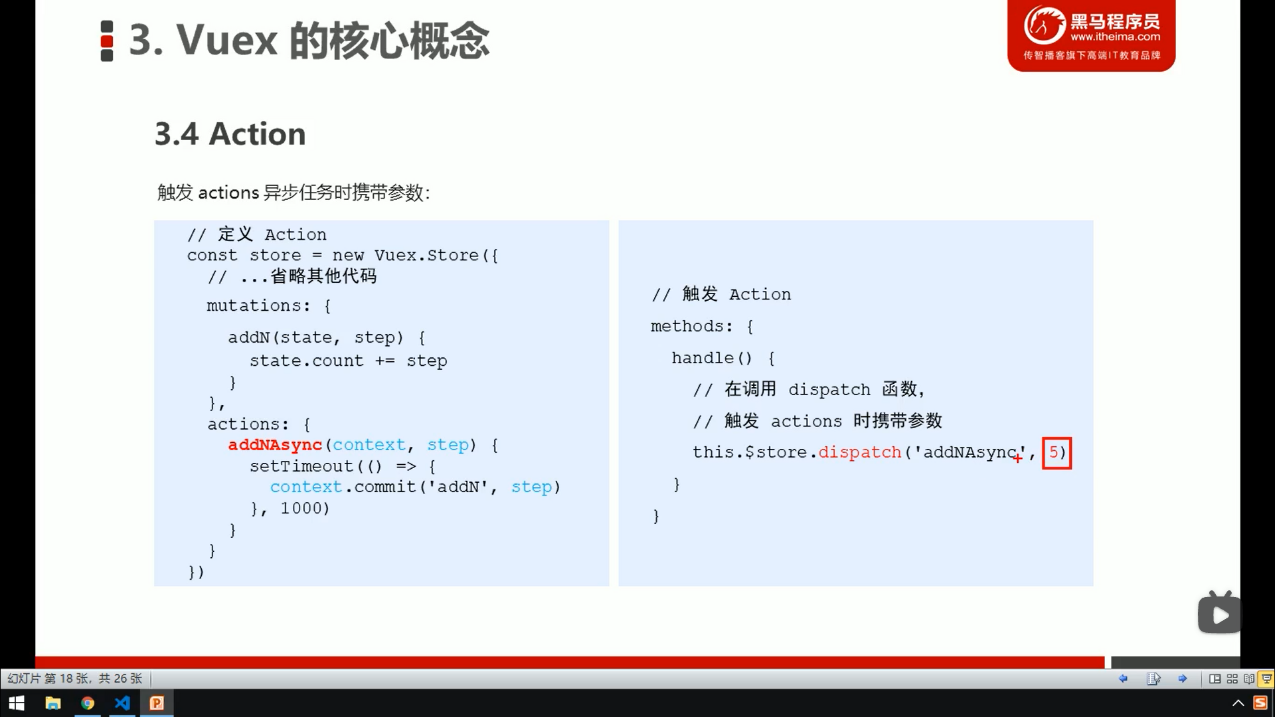 3. Vuex 的核心概念
黑马程序员
www.itheima.com
传智播客旗下高端IT教育品牌
3.4 Action
触发 actions 异步任务时携带参数：
// 定义 Action
const store = new Vuex.Store({
// ...省略其他代码
mutations: {
addN(state, step) {
state.count += step
}
},
actions: {
addNAsync(context, step) {
setTimeout(() => {
context.commit('addN', step)
}, 1000)
}
}
})
// 触发 Action
methods: {
handle() {
// 在调用 dispatch 函数，
// 触发 actions 时携带参数
this.$store.dispatch('addNAsync', 5)
}
}
幻灯片 第 18 张，共 26 张